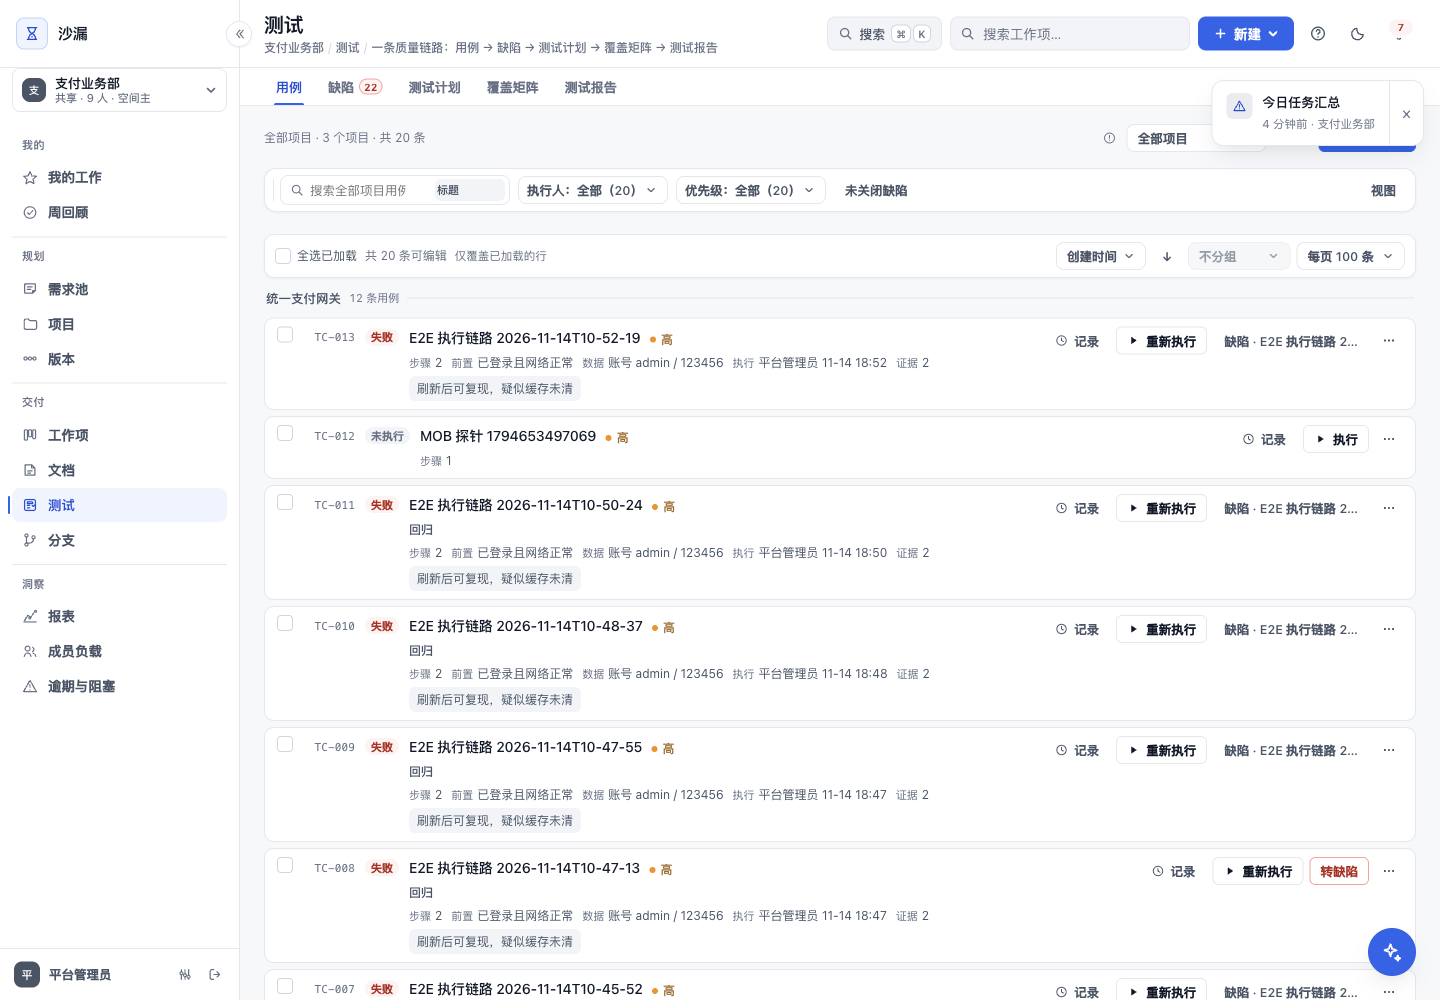 沙漏
支
支付业务部
共享 · 9 人 · 空间主
我的
我的工作
周回顾
规划
需求池
项目
版本
交付
工作项
文档
测试
分支
洞察
报表
成员负载
逾期与阻塞
平
平台管理员
测试
支付业务部 / 测试 / 一条质量链路：用例 → 缺陷 → 测试计划 → 覆盖矩阵 → 测试报告
搜索 ⌘ K
搜索工作项...
+ 新建
7
用例
缺陷 22
测试计划
覆盖矩阵
测试报告
今日任务汇总
4 分钟前 · 支付业务部
全部项目 · 3 个项目 · 共 20 条
全部项目
搜索全部项目用例
标题
执行人：全部（20）
优先级：全部（20）
未关闭缺陷
视图
全选已加载 共 20 条可编辑 仅覆盖已加载的行
创建时间
不分组
每页 100 条
统一支付网关 12 条用例
TC-013 失败 E2E 执行链路 2026-11-14T10-52-19 高
记录 重新执行 缺陷 · E2E 执行链路 2...
步骤 2 前置 已登录且网络正常 数据 账号 admin / 123456 执行 平台管理员 11-14 18:52 证据 2
刷新后可复现，疑似缓存未清
TC-012 未执行 MOB 探针 1794653497069 高
记录 执行
步骤 1
TC-011 失败 E2E 执行链路 2026-11-14T10-50-24 高
记录 重新执行 缺陷 · E2E 执行链路 2...
回归
步骤 2 前置 已登录且网络正常 数据 账号 admin / 123456 执行 平台管理员 11-14 18:50 证据 2
刷新后可复现，疑似缓存未清
TC-010 失败 E2E 执行链路 2026-11-14T10-48-37 高
记录 重新执行 缺陷 · E2E 执行链路 2...
回归
步骤 2 前置 已登录且网络正常 数据 账号 admin / 123456 执行 平台管理员 11-14 18:48 证据 2
刷新后可复现，疑似缓存未清
TC-009 失败 E2E 执行链路 2026-11-14T10-47-55 高
记录 重新执行 缺陷 · E2E 执行链路 2...
回归
步骤 2 前置 已登录且网络正常 数据 账号 admin / 123456 执行 平台管理员 11-14 18:47 证据 2
刷新后可复现，疑似缓存未清
TC-008 失败 E2E 执行链路 2026-11-14T10-47-13 高
记录 重新执行 转缺陷
回归
步骤 2 前置 已登录且网络正常 数据 账号 admin / 123456 执行 平台管理员 11-14 18:47 证据 2
刷新后可复现，疑似缓存未清
TC-007 失败 E2E 执行链路 2026-11-14T10-45-52 高
记录 重新执行 缺陷 · E2E 执行链路 2...